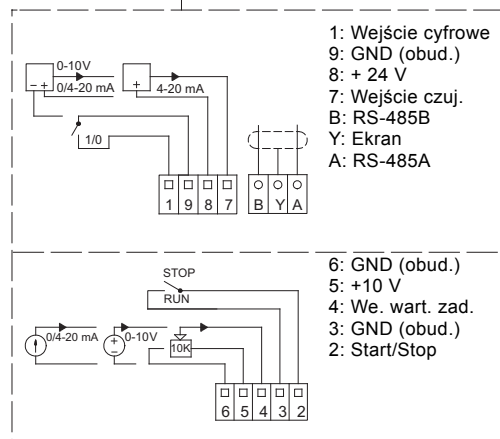 0-10V
− +
0/4-20 mA
+
4-20 mA
1/0
1 9 8 7
B Y A
1: Wejście cyfrowe
9: GND (obud.)
8: + 24 V
7: Wejście czuj.
B: RS-485B
Y: Ekran
A: RS-485A
STOP
RUN
0/4-20 mA
+
−
0-10V
10K
6 5 4 3 2
6: GND (obud.)
5: +10 V
4: We. wart. zad.
3: GND (obud.)
2: Start/Stop